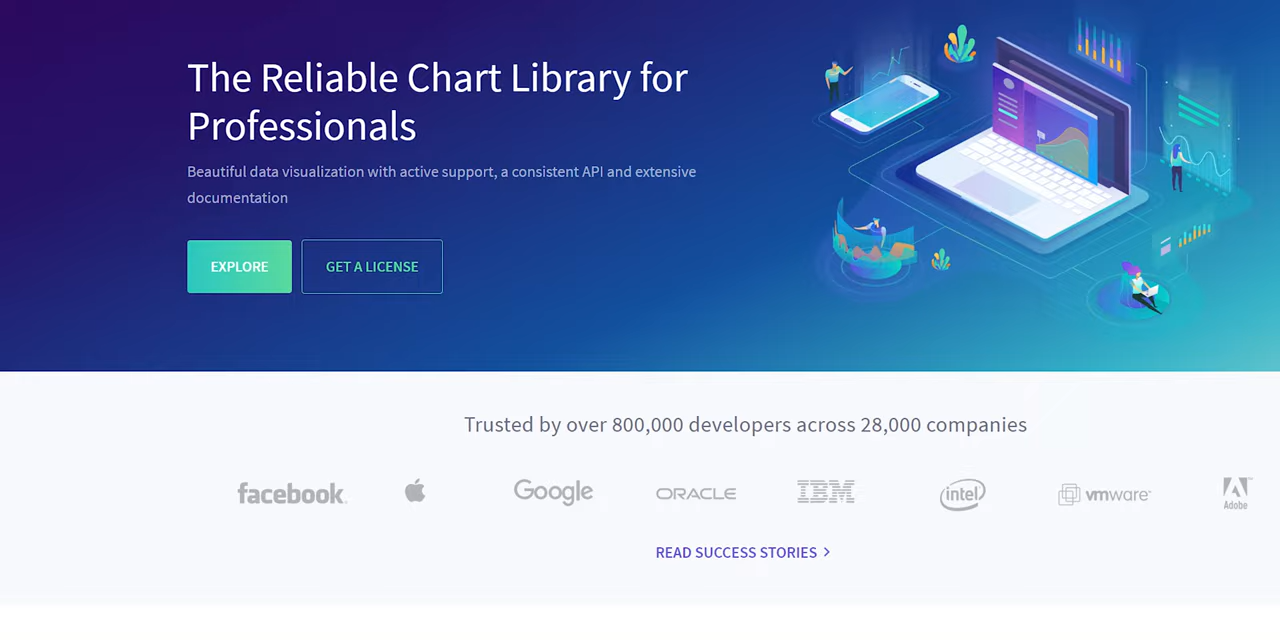 The Reliable Chart Library for
Professionals
Beautiful data visualization with active support, a consistent API and extensive
documentation
EXPLORE
GET A LICENSE
Trusted by over 800,000 developers across 28,000 companies
facebook.
Google
ORACLE
IBM
intel
vmware
Adobe
READ SUCCESS STORIES